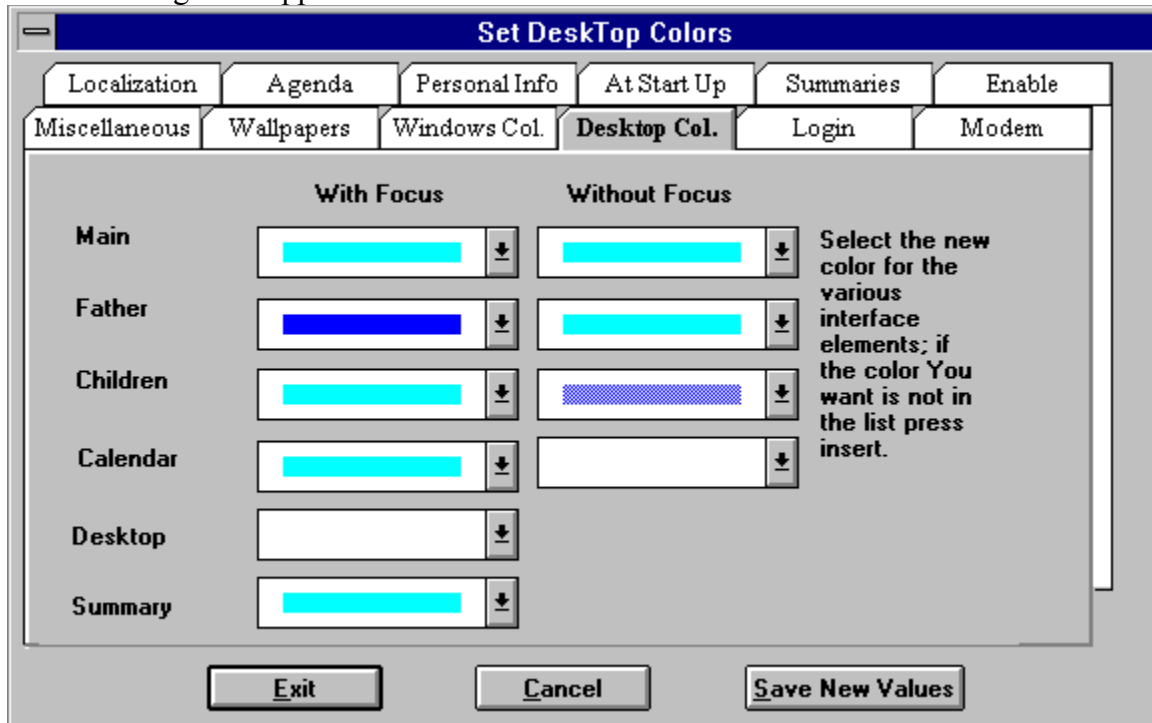 Set DeskTop Colors
Localization Agenda Personal Info At Start Up Summaries Enable
Miscellaneous Wallpapers Windows Col. Desktop Col. Login Modem
With Focus Without Focus
Main
Father
Children
Calendar
Desktop
Summary
Select the new
color for the
various
interface
elements; if
the color You
want is not in
the list press
insert.
Exit Cancel Save New Values